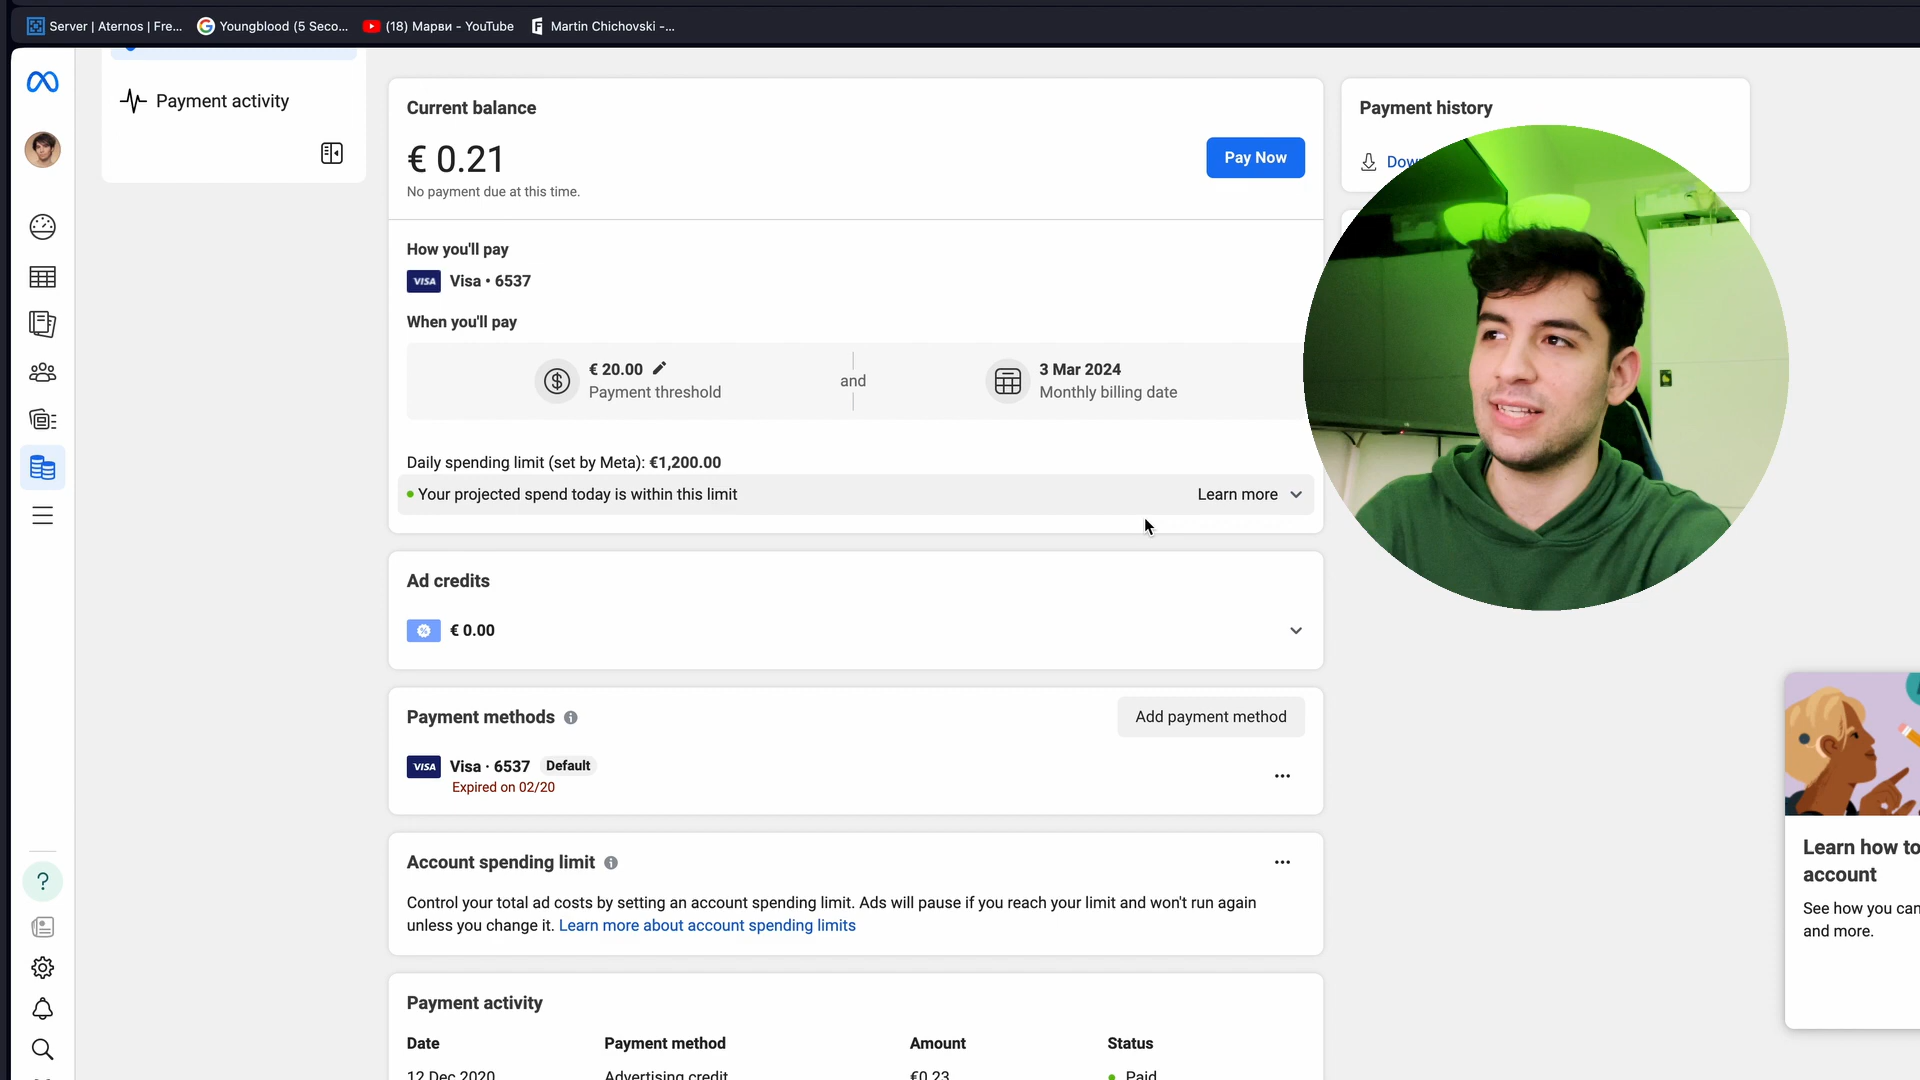 Server | Aternos | Fre...
Youngblood (5 Seco...
(18) Марви - YouTube
Martin Chichovski -...
Payment activity
Current balance
€ 0.21
No payment due at this time.
Pay Now
How you'll pay
VISA Visa • 6537
When you'll pay
€ 20.00
Payment threshold
and
3 Mar 2024
Monthly billing date
Daily spending limit (set by Meta): €1,200.00
Your projected spend today is within this limit
Learn more
Ad credits
€ 0.00
Payment methods
Add payment method
VISA Visa · 6537 Default
Expired on 02/20
Account spending limit
Control your total ad costs by setting an account spending limit. Ads will pause if you reach your limit and won't run again
unless you change it. Learn more about account spending limits
Payment activity
Date Payment method Amount Status
12 Dec 2020 Advertising credit €0.23 Paid
Payment history
Learn how to
account
See how you can
and more.